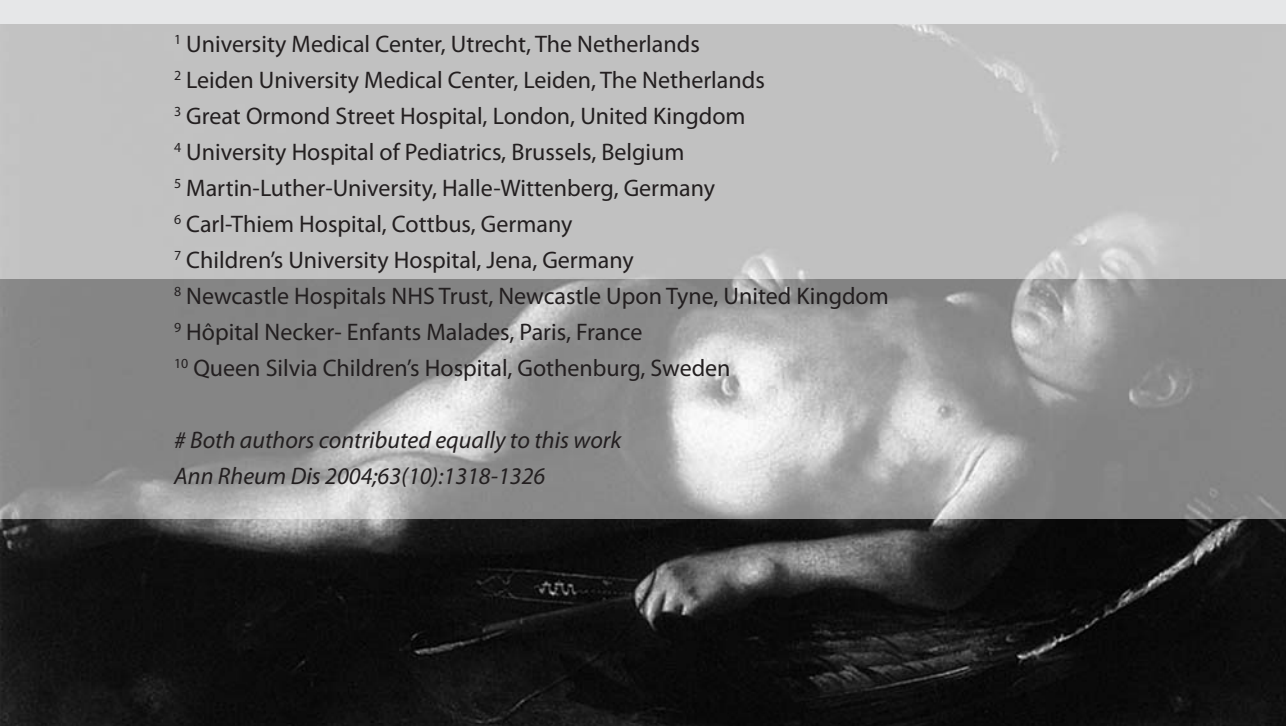 1 University Medical Center, Utrecht, The Netherlands
2 Leiden University Medical Center, Leiden, The Netherlands
3 Great Ormond Street Hospital, London, United Kingdom
4 University Hospital of Pediatrics, Brussels, Belgium
5 Martin-Luther-University, Halle-Wittenberg, Germany
6 Carl-Thiem Hospital, Cottbus, Germany
7 Children’s University Hospital, Jena, Germany
8 Newcastle Hospitals NHS Trust, Newcastle Upon Tyne, United Kingdom
9 Hôpital Necker- Enfants Malades, Paris, France
10 Queen Silvia Children’s Hospital, Gothenburg, Sweden
# Both authors contributed equally to this work
Ann Rheum Dis 2004;63(10):1318-1326